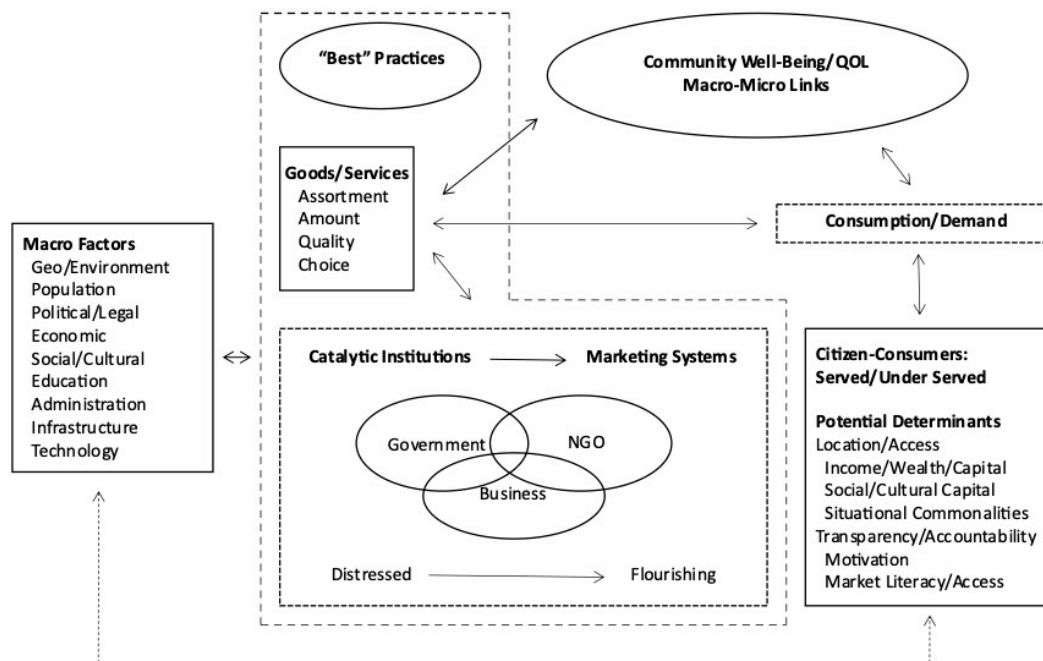 “Best” Practices
Community Well-Being/QOL
Macro-Micro Links
Goods/Services
Assortment
Amount
Quality
Choice
Consumption/Demand
Macro Factors
Geo/Environment
Population
Political/Legal
Economic
Social/Cultural
Education
Administration
Infrastructure
Technology
Catalytic Institutions
Marketing Systems
Government
NGO
Business
Distressed
Flourishing
Citizen-Consumers:
Served/Under Served
Potential Determinants
Location/Access
Income/Wealth/Capital
Social/Cultural Capital
Situational Commonalities
Transparency/Accountability
Motivation
Market Literacy/Access